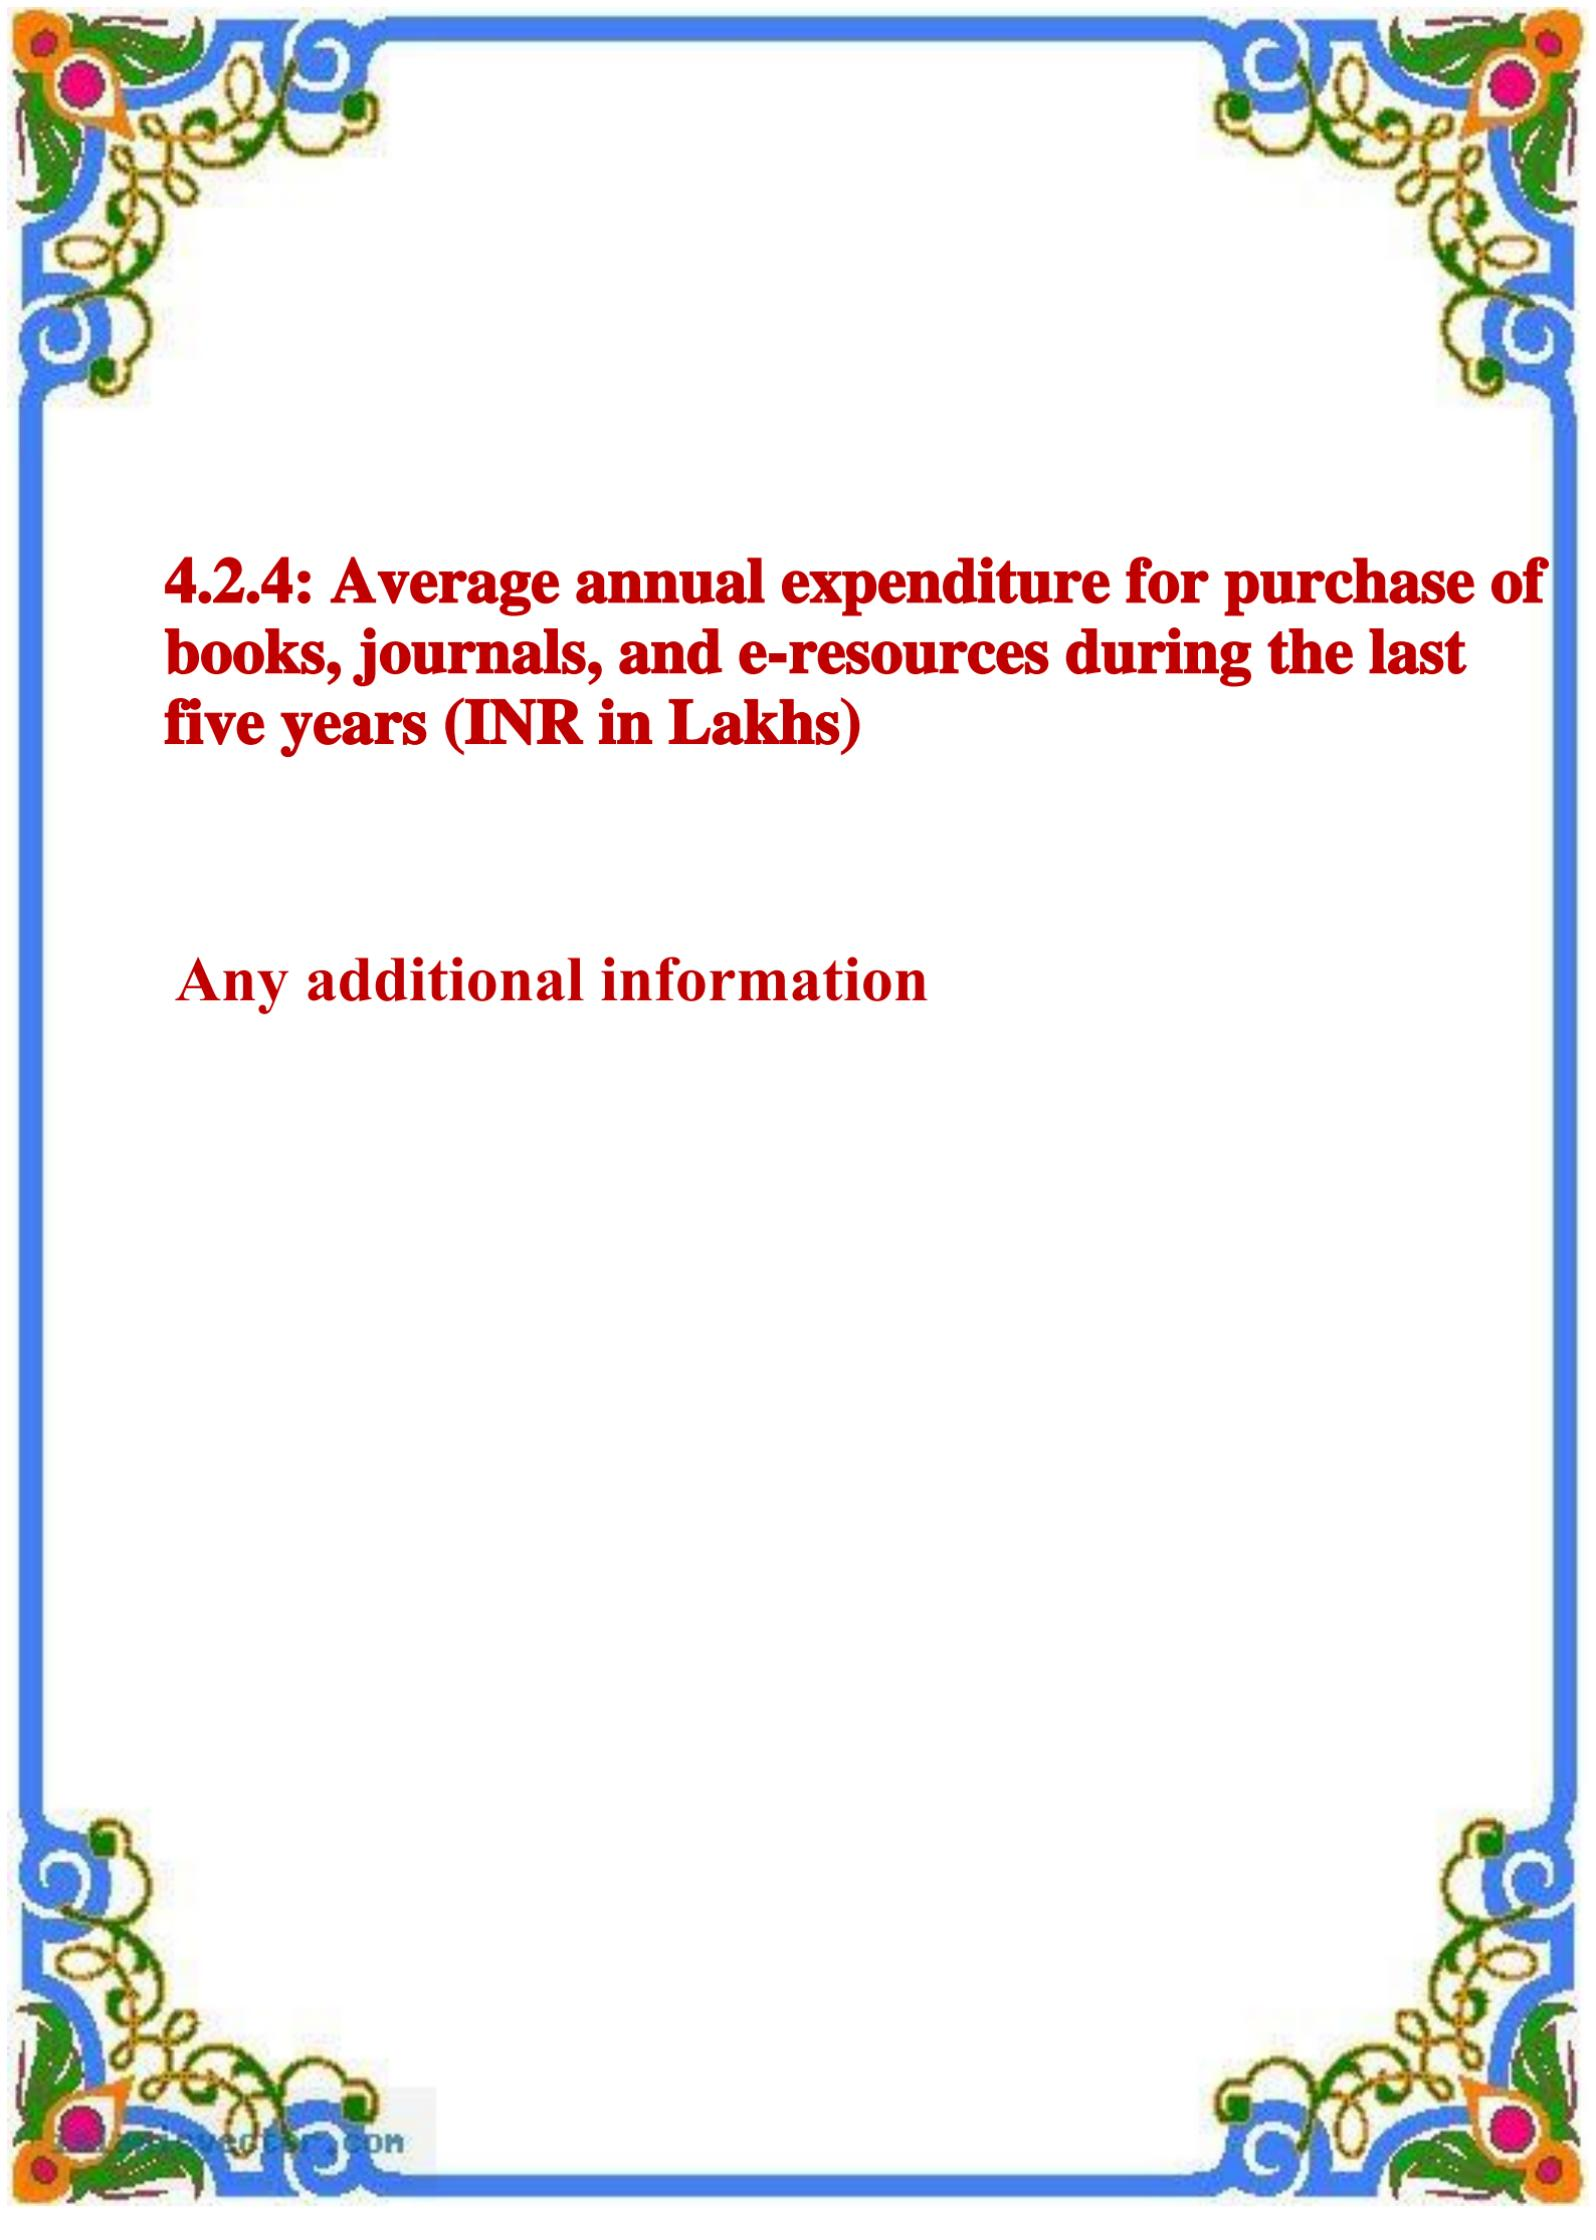 4.2.4: Average annual expenditure for purchase of
books, journals, and e-resources during the last
five years (INR in Lakhs)
Any additional information